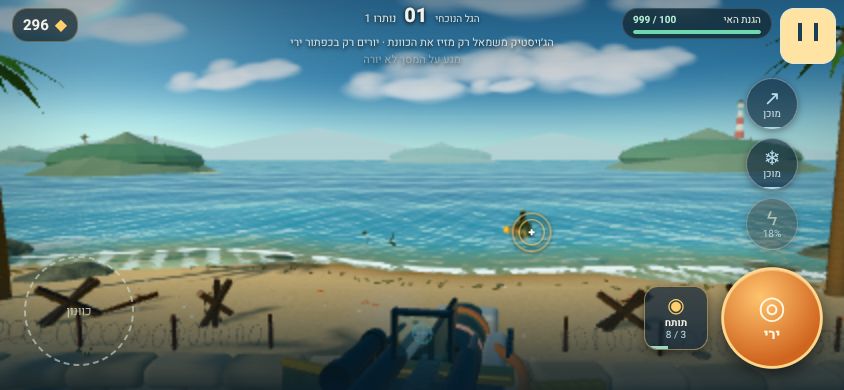 296
הגל הנוכחי 01 נותרו 1
הג'ויסטיק משמאל רק מזיז את הכוונת · יורים רק בכפתור ירי
מגע על המסך לא יורה
הגנת האי 999 / 100
מוכן
מוכן
18%
כוונון
תותח
8 / 3
ירי